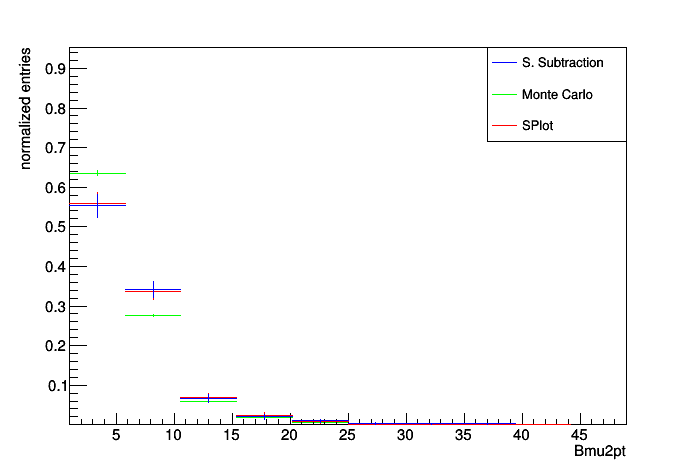 normalized entries
0.9
0.8
0.7
0.6
0.5
0.4
0.3
0.2
0.1
S. Subtraction
Monte Carlo
SPlot
5 10 15 20 25 30 35 40 45
Bmu2pt